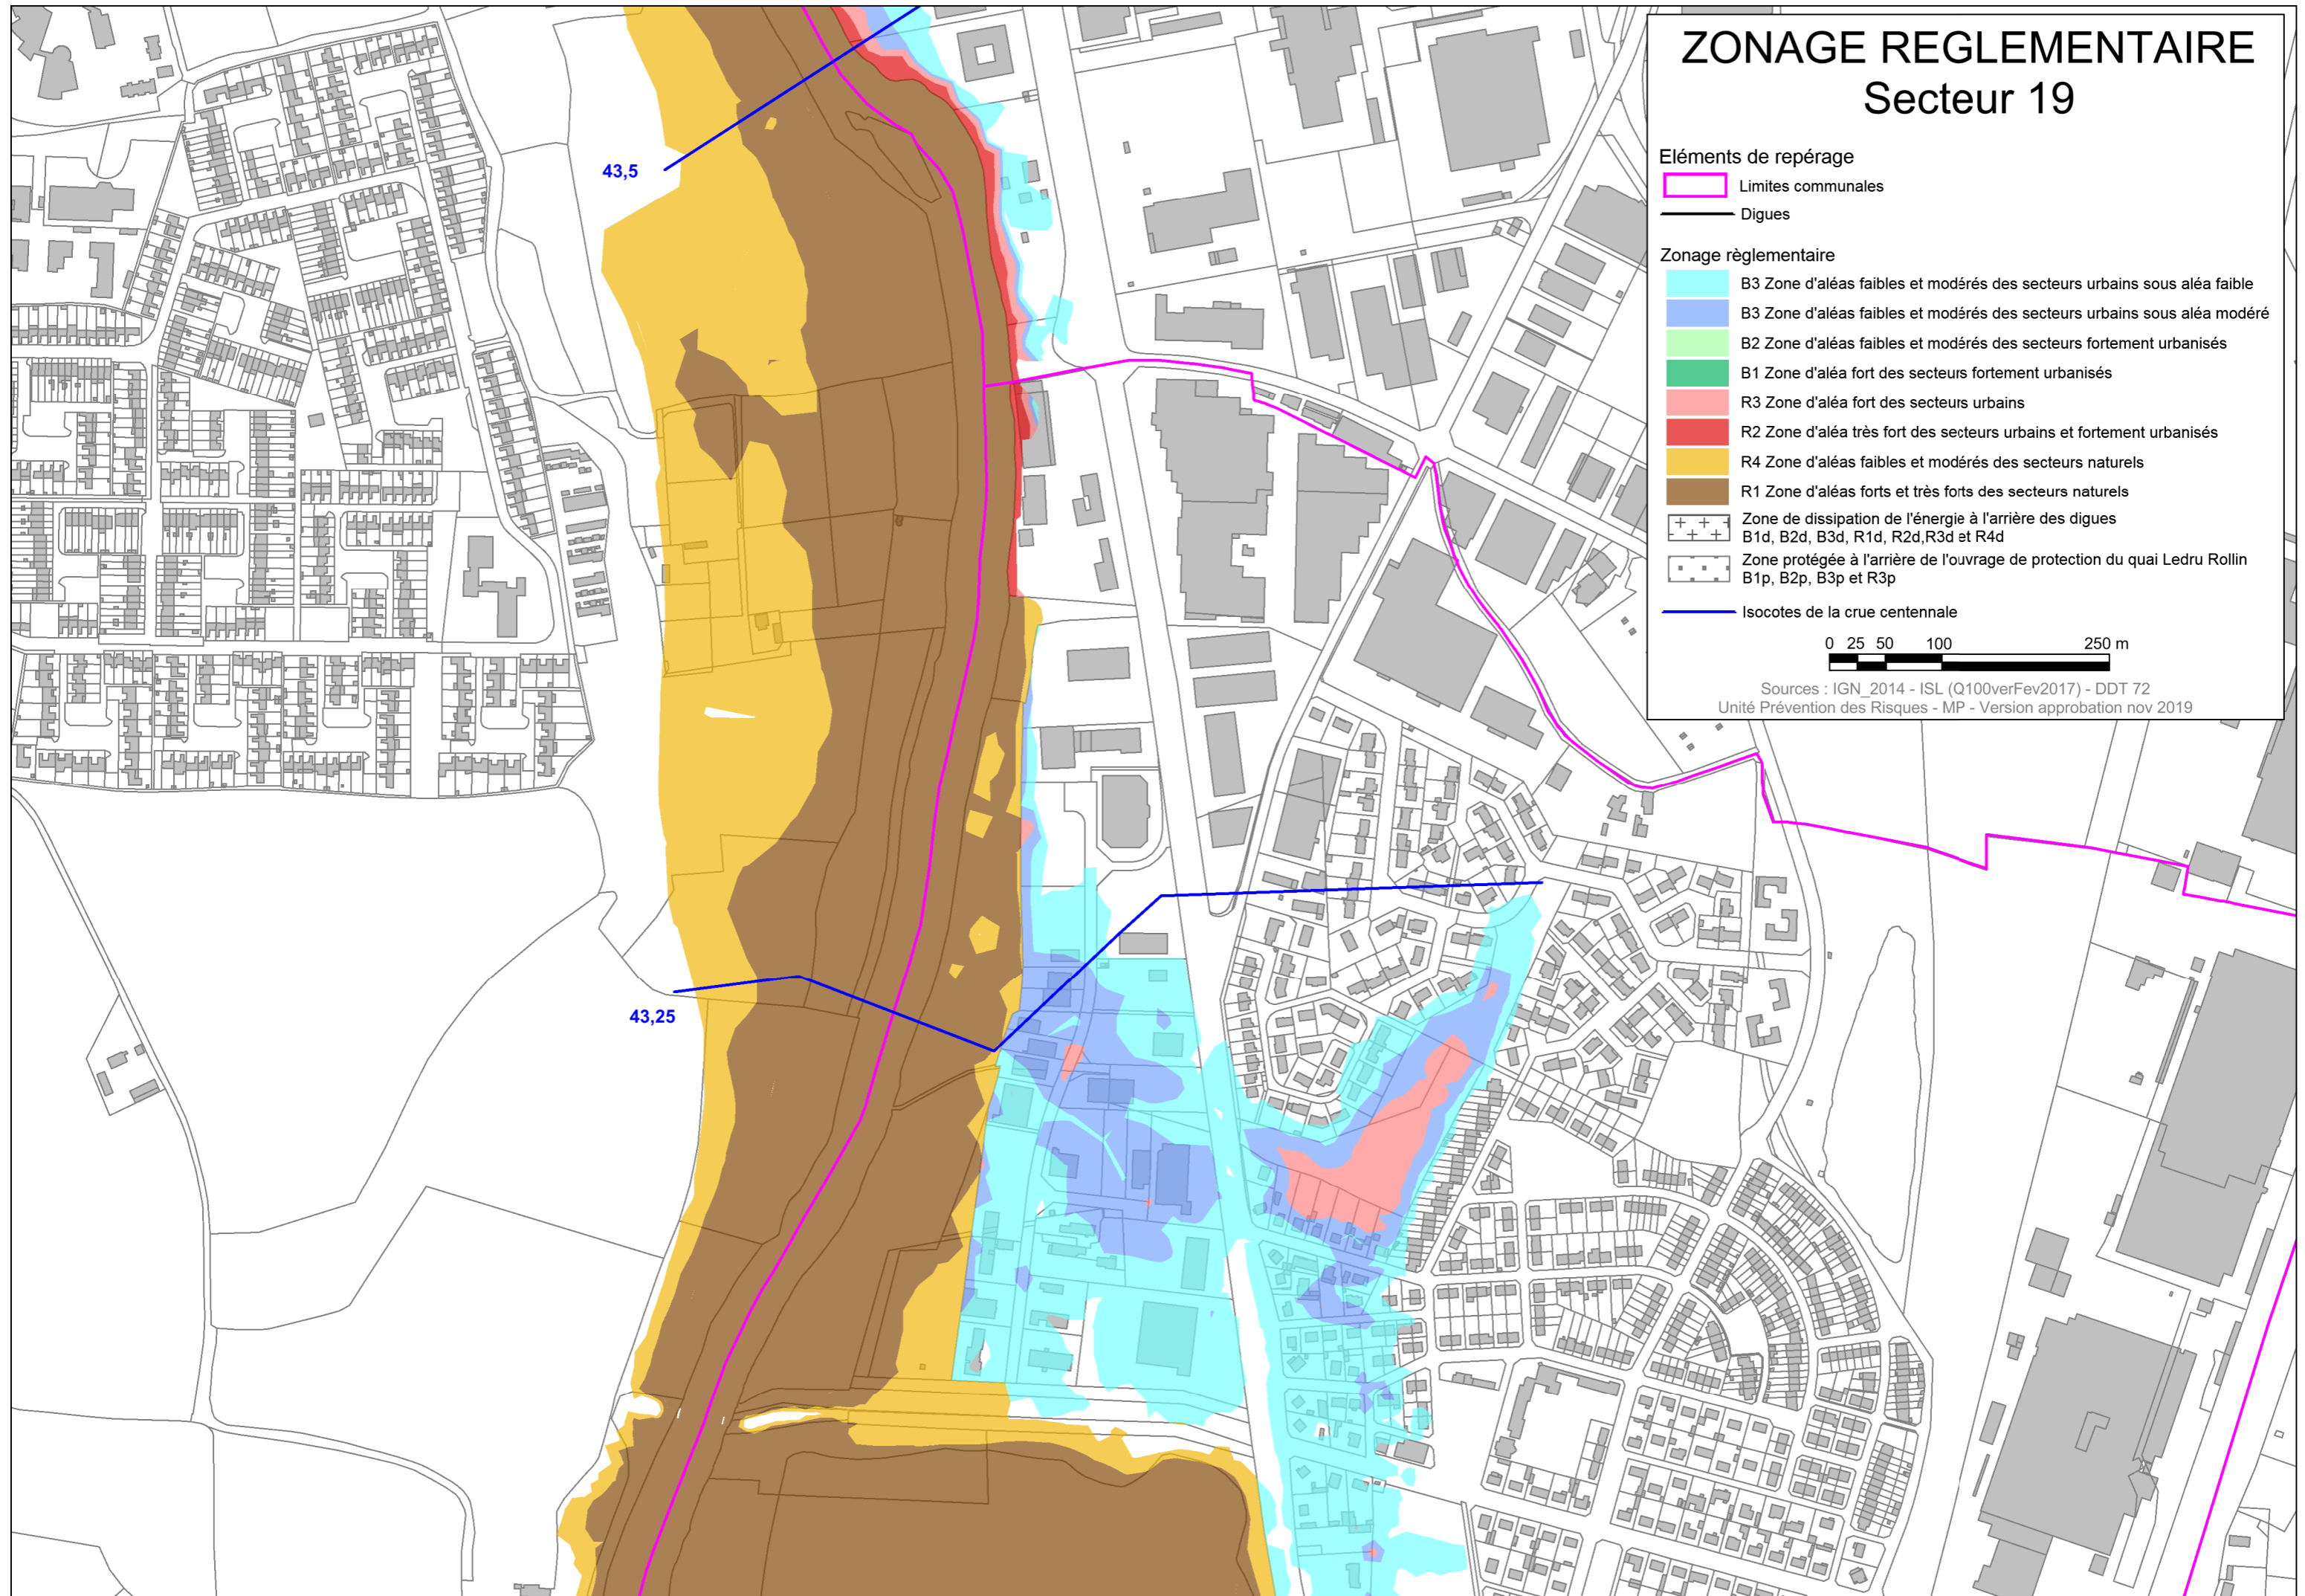 ZONAGE REGLEMENTAIRE
Secteur 19
Eléments de repérage
Limites communales
Digues
Zonage règlementaire
B3 Zone d'aléas faibles et modérés des secteurs urbains sous aléa faible
B3 Zone d'aléas faibles et modérés des secteurs urbains sous aléa modéré
B2 Zone d'aléas faibles et modérés des secteurs fortement urbanisés
B1 Zone d'aléa fort des secteurs fortement urbanisés
R3 Zone d'aléa fort des secteurs urbains
R2 Zone d'aléa très fort des secteurs urbains et fortement urbanisés
R4 Zone d'aléas faibles et modérés des secteurs naturels
R1 Zone d'aléas forts et très forts des secteurs naturels
Zone de dissipation de l'énergie à l'arrière des digues
B1d, B2d, B3d, R1d, R2d,R3d et R4d
Zone protégée à l'arrière de l'ouvrage de protection du quai Ledru Rollin
B1p, B2p, B3p et R3p
Isocotes de la crue centennale
0 25 50 100 250 m
Sources : IGN_2014 - ISL (Q100verFev2017) - DDT 72
Unité Prévention des Risques - MP - Version approbation nov 2019
43,5
43,25